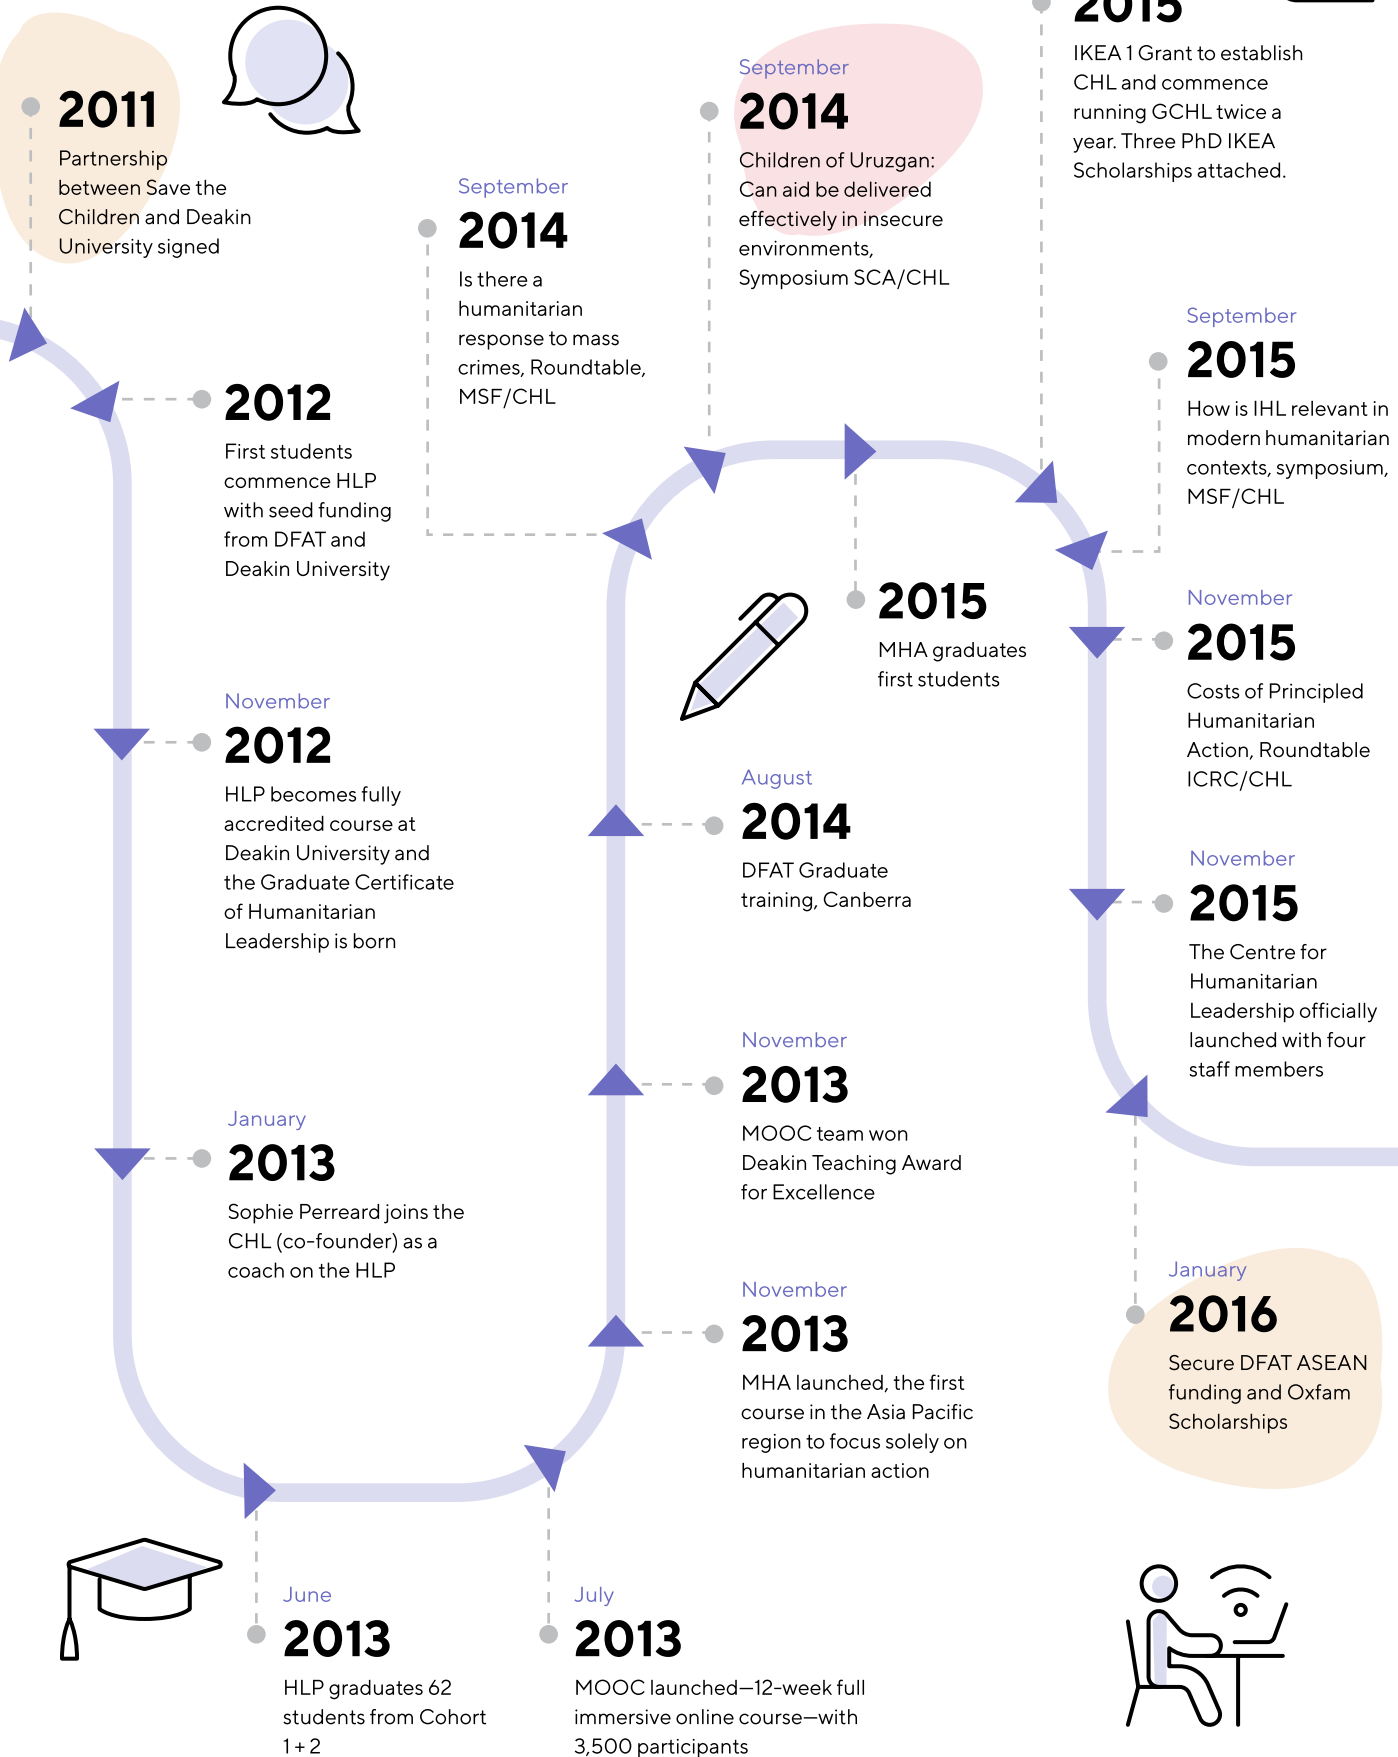 2011
Partnership
between Save the
Children and Deakin
University signed
2012
First students
commence HLP
with seed funding
from DFAT and
Deakin University
November
2012
HLP becomes fully
accredited course at
Deakin University and
the Graduate Certificate
of Humanitarian
Leadership is born
January
2013
Sophie Perreard joins the
CHL (co-founder) as a
coach on the HLP
June
2013
HLP graduates 62
students from Cohort
1 + 2
July
2013
MOOC launched—12-week full
immersive online course—with
3,500 participants
November
2013
MHA launched, the first
course in the Asia Pacific
region to focus solely on
humanitarian action
November
2013
MOOC team won
Deakin Teaching Award
for Excellence
August
2014
DFAT Graduate
training, Canberra
September
2014
Is there a
humanitarian
response to mass
crimes, Roundtable,
MSF/CHL
September
2014
Children of Uruzgan:
Can aid be delivered
effectively in insecure
environments,
Symposium SCA/CHL
2015
MHA graduates
first students
2015
IKEA 1 Grant to establish
CHL and commence
running GCHL twice a
year. Three PhD IKEA
Scholarships attached.
September
2015
How is IHL relevant in
modern humanitarian
contexts, symposium,
MSF/CHL
November
2015
Costs of Principled
Humanitarian
Action, Roundtable
ICRC/CHL
November
2015
The Centre for
Humanitarian
Leadership officially
launched with four
staff members
January
2016
Secure DFAT ASEAN
funding and Oxfam
Scholarships